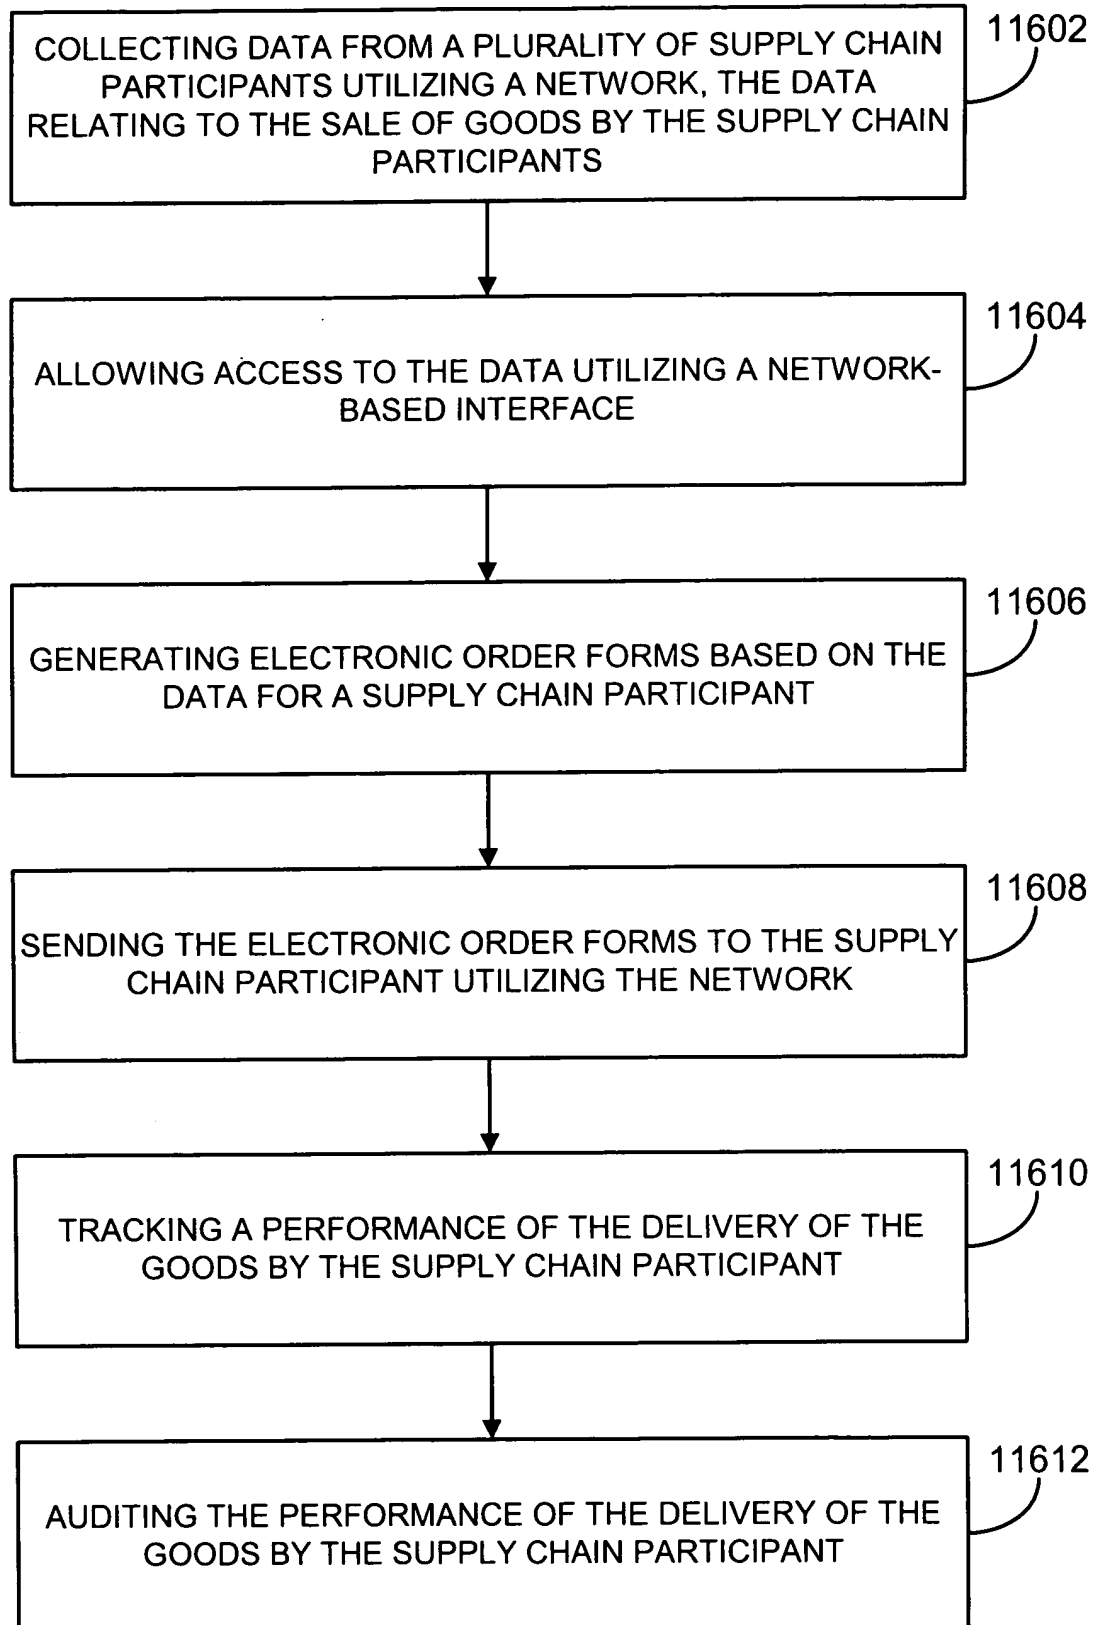 COLLECTING DATA FROM A PLURALITY OF SUPPLY CHAIN
PARTICIPANTS UTILIZING A NETWORK, THE DATA
RELATING TO THE SALE OF GOODS BY THE SUPPLY CHAIN
PARTICIPANTS
11602
ALLOWING ACCESS TO THE DATA UTILIZING A NETWORK-
BASED INTERFACE
11604
GENERATING ELECTRONIC ORDER FORMS BASED ON THE
DATA FOR A SUPPLY CHAIN PARTICIPANT
11606
SENDING THE ELECTRONIC ORDER FORMS TO THE SUPPLY
CHAIN PARTICIPANT UTILIZING THE NETWORK
11608
TRACKING A PERFORMANCE OF THE DELIVERY OF THE
GOODS BY THE SUPPLY CHAIN PARTICIPANT
11610
AUDITING THE PERFORMANCE OF THE DELIVERY OF THE
GOODS BY THE SUPPLY CHAIN PARTICIPANT
11612